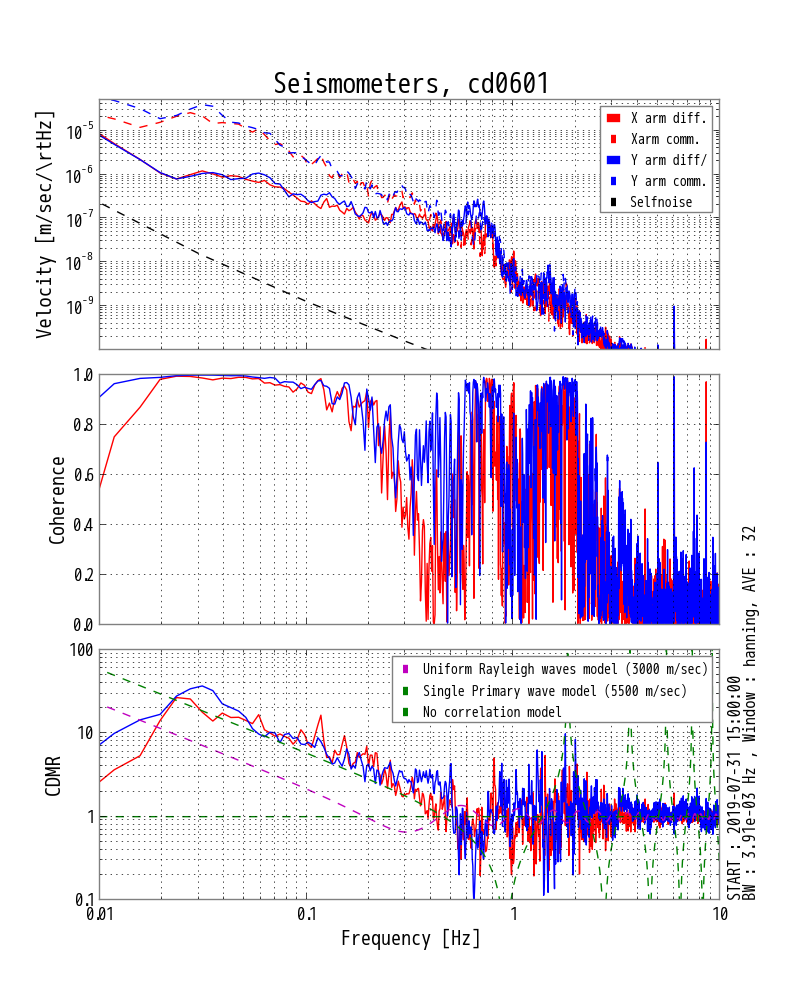 Seismometers, cd0601
Velocity [m/sec/\rtHz]
10^-5
10^-6
10^-7
10^-8
10^-9
X arm diff.
Xarm comm.
Y arm diff/
Y arm comm.
Selfnoise
Coherence
1.0
0.8
0.6
0.4
0.2
0.0
CDMR
100
10
1
0.1
Uniform Rayleigh waves model (3000 m/sec)
Single Primary wave model (5500 m/sec)
No correlation model
0.01
0.1
1
10
Frequency [Hz]
START : 2019-07-31 15:00:00
BW : 3.91e-03 Hz , Window : hanning, AVE : 32